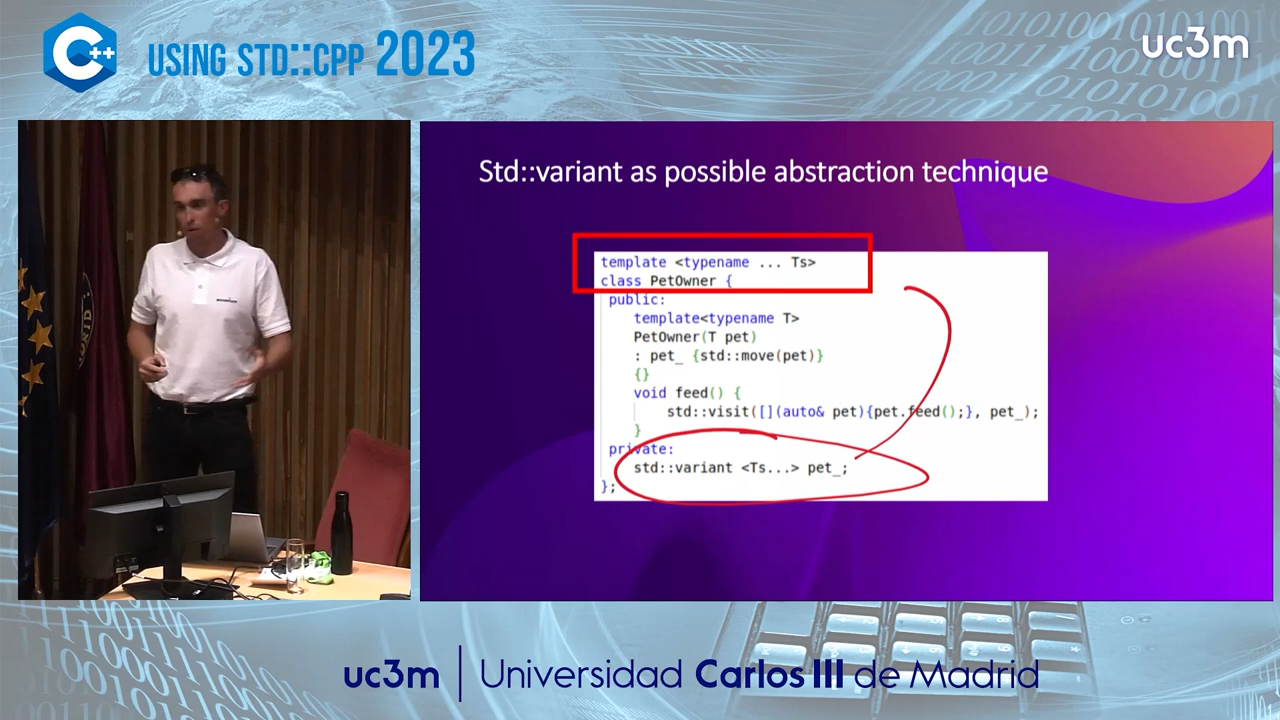 C++
USING STD::CPP 2023
uc3m
Std::variant as possible abstraction technique
template <typename ... Ts>
class PetOwner {
public:
template<typename T>
PetOwner(T pet)
: pet_ {std::move(pet)}
{}
void feed() {
std::visit([](auto& pet){pet.feed();}, pet_);
}
private:
std::variant <Ts...> pet_;
};
uc3m | Universidad Carlos III de Madrid